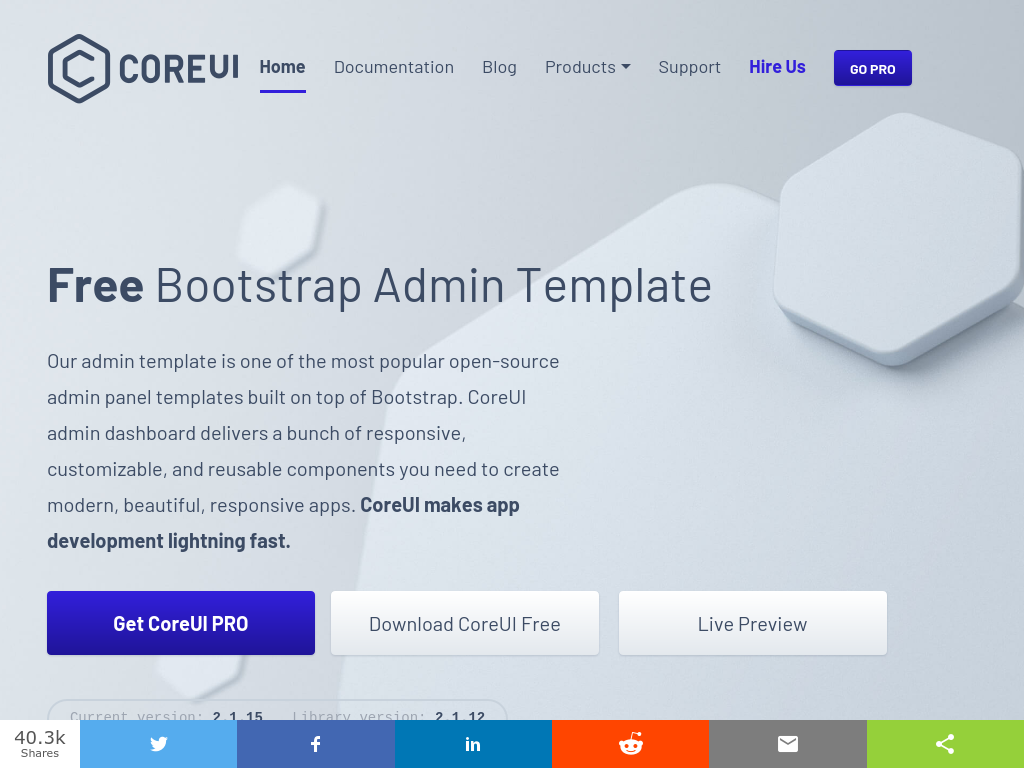 COREUI
Home Documentation Blog Products Support Hire Us GO PRO
Free Bootstrap Admin Template
Our admin template is one of the most popular open-source
admin panel templates built on top of Bootstrap. CoreUI
admin dashboard delivers a bunch of responsive,
customizable, and reusable components you need to create
modern, beautiful, responsive apps. CoreUI makes app
development lightning fast.
Get CoreUI PRO Download CoreUI Free Live Preview
Current version: 2.1.15 Library version: 2.1.12
40.3k
Shares